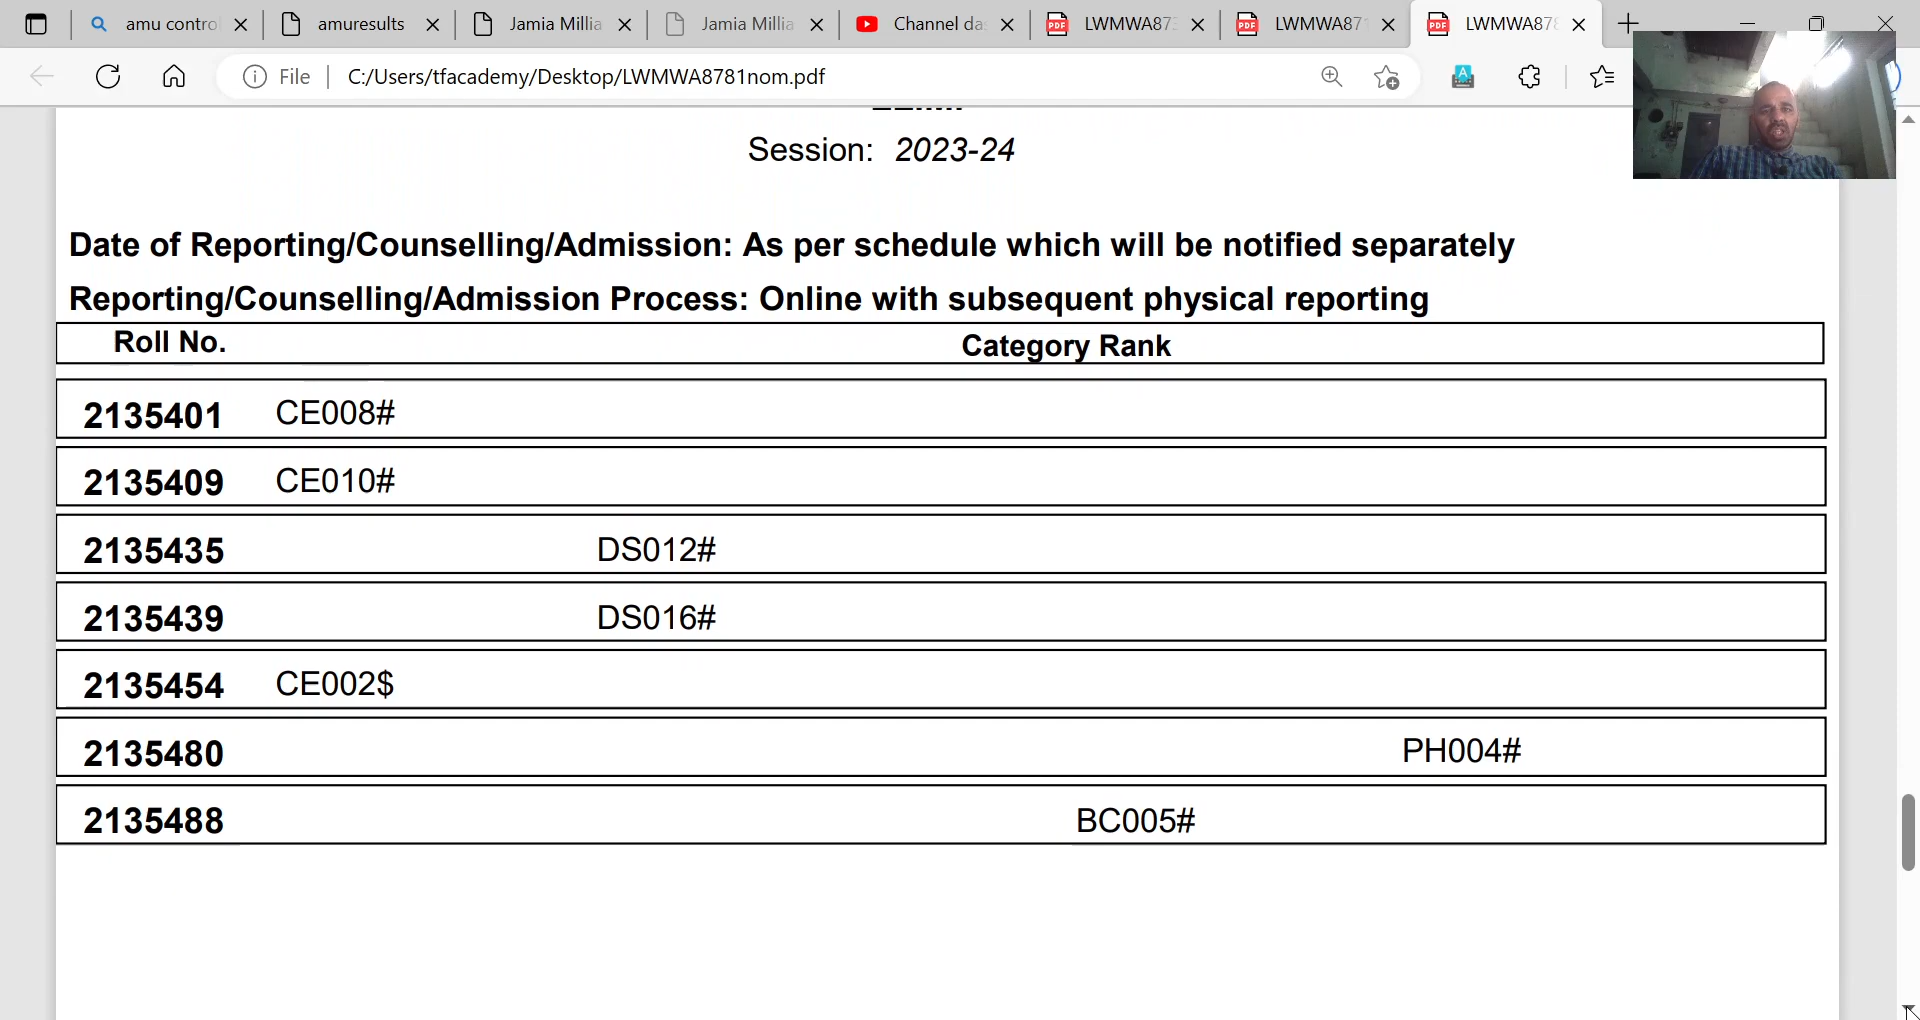 amu contro
amuresults
Jamia Millia
Jamia Millia
Channel da
LWMWA873
LWMWA871
LWMWA878
File
C:/Users/tfacademy/Desktop/LWMWA8781nom.pdf
Session: 2023-24
Date of Reporting/Counselling/Admission: As per schedule which will be notified separately
Reporting/Counselling/Admission Process: Online with subsequent physical reporting
Roll No. Category Rank
2135401 CE008#
2135409 CE010#
2135435 DS012#
2135439 DS016#
2135454 CE002$
2135480 PH004#
2135488 BC005#